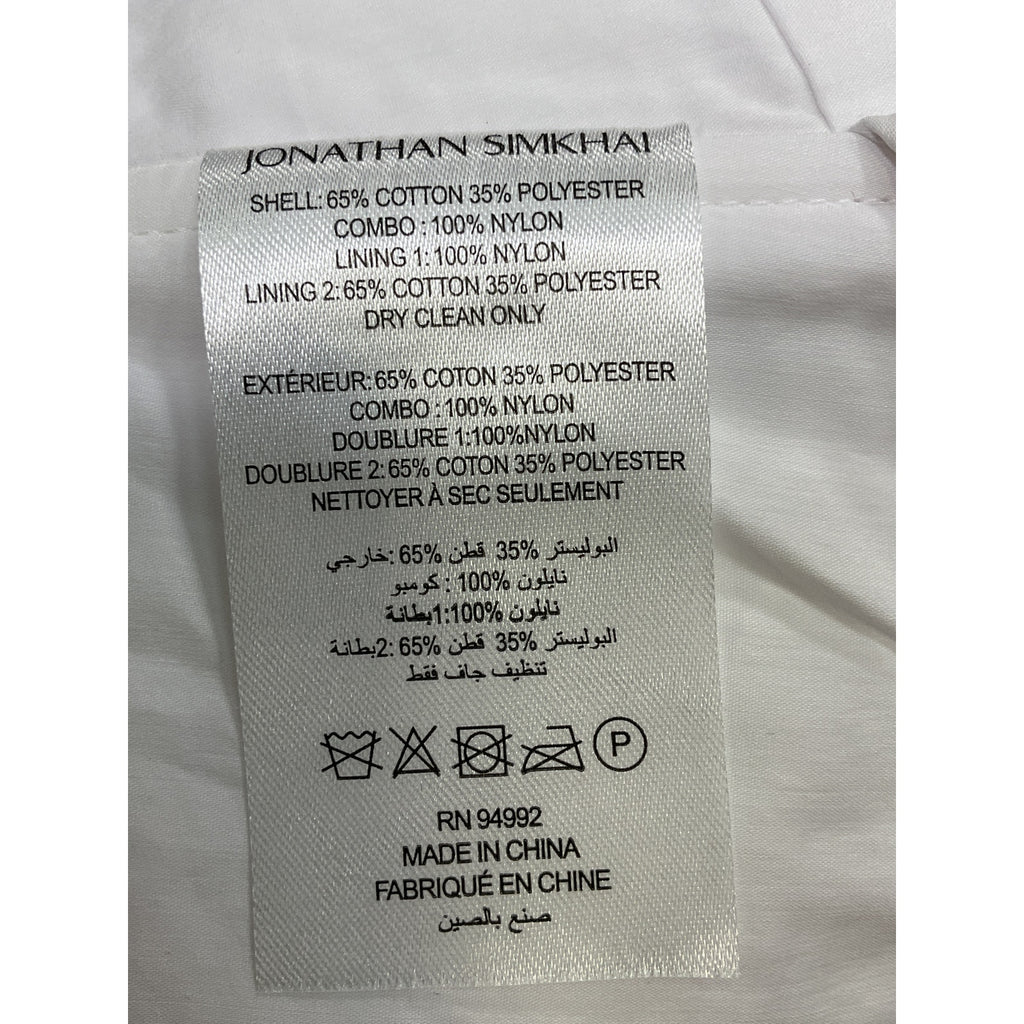 JONATHAN SIMKHAI
SHELL: 65% COTTON 35% POLYESTER
COMBO : 100% NYLON
LINING 1: 100% NYLON
LINING 2: 65% COTTON 35% POLYESTER
DRY CLEAN ONLY
EXTÉRIEUR: 65% COTON 35% POLYESTER
COMBO : 100% NYLON
DOUBLURE 1:100%NYLON
DOUBLURE 2: 65% COTON 35% POLYESTER
NETTOYER À SEC SEULEMENT
البوليستر 35% قطن 65% :خارجي
نايلون 100% : كومبو
نايلون 100%:1بطانة
البوليستر 35% قطن 65% :2بطانة
تنظيف جاف فقط
P
RN 94992
MADE IN CHINA
FABRIQUÉ EN CHINE
صنع بالصين